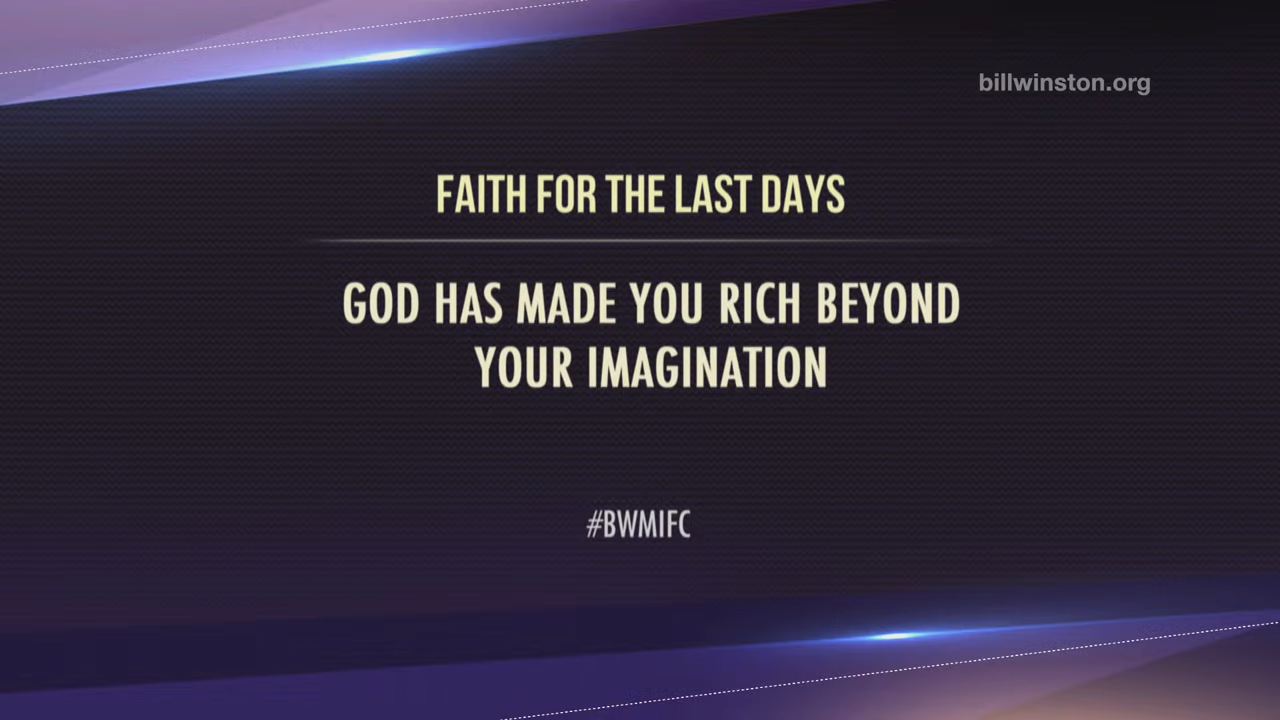 billwinston.org
FAITH FOR THE LAST DAYS
GOD HAS MADE YOU RICH BEYOND
YOUR IMAGINATION
#BWMIFC